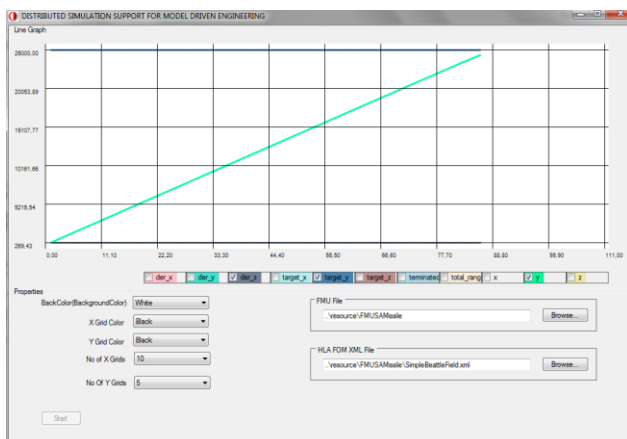 DISTRIBUTED SIMULATION SUPPORT FOR MODEL DRIVEN ENGINEERING
Line Graph
25000,00
20053,89
15107,77
10161,66
5215,54
269,43
0,00 11,10 22,20 33,30 44,40 55,50 66,60 77,70 88,80 99,90 111,00
der_x der_y der_z target_x target_y target_z teminated total_rang x y z
Properties
BackColor(BackgroundColor) White
X Grid Color Black
Y Grid Color Black
No of X Grids 10
No Of Y Grids 5
Start
FMU File
..\resource\FMUSAMissile Browse...
HLA FOM XML File
..\resource\FMUSAMissile\SimpleBeattleField.xml Browse...